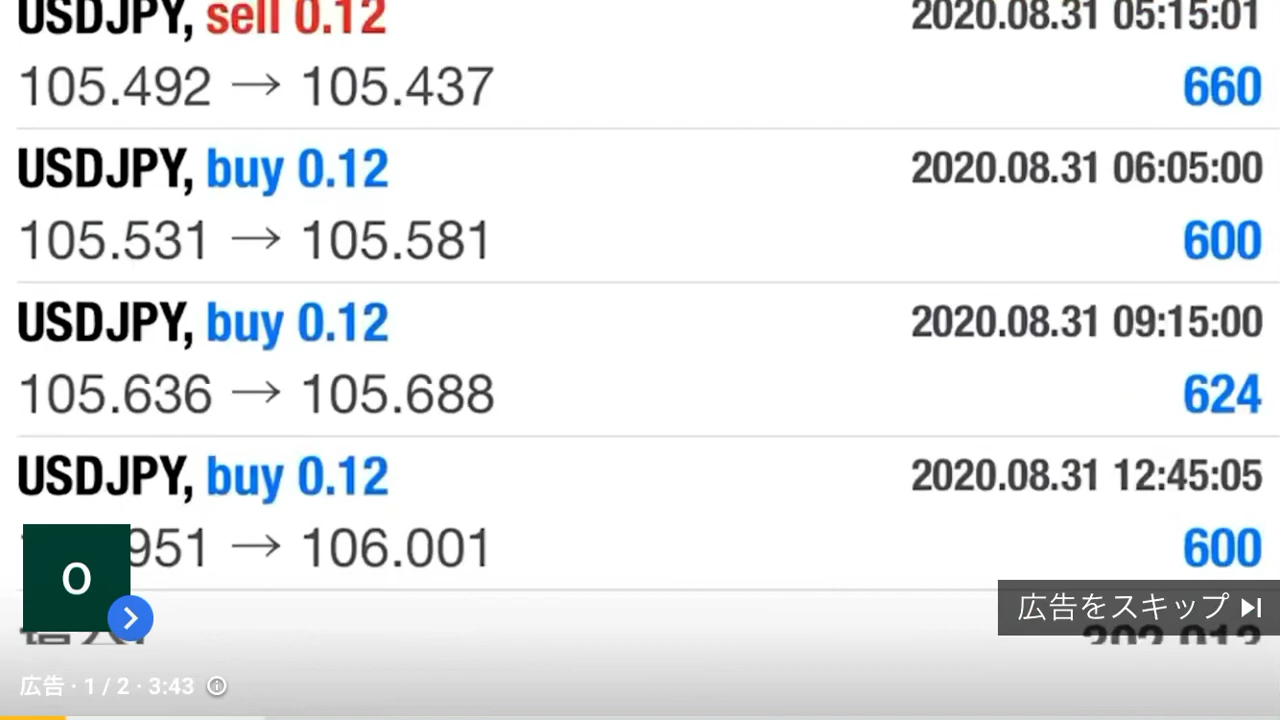 USDJPY, sell 0.12 2020.08.31 05:15:01
105.492 → 105.437 660
USDJPY, buy 0.12 2020.08.31 06:05:00
105.531 → 105.581 600
USDJPY, buy 0.12 2020.08.31 09:15:00
105.636 → 105.688 624
USDJPY, buy 0.12 2020.08.31 12:45:05
951 → 106.001 600
O
広告をスキップ
広告 · 1 / 2 · 3:43